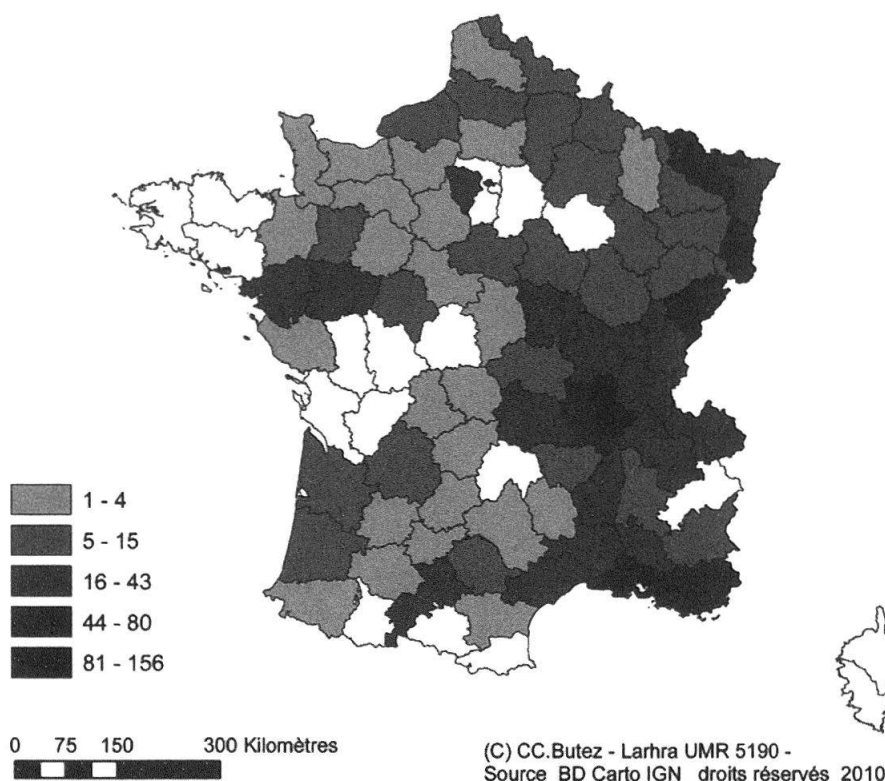 1 - 4
5 - 15
16 - 43
44 - 80
81 - 156
0 75 150 300 Kilomètres
(C) CC.Butez - Larhra UMR 5190 -
Source BD Carto IGN droits réservés 2010